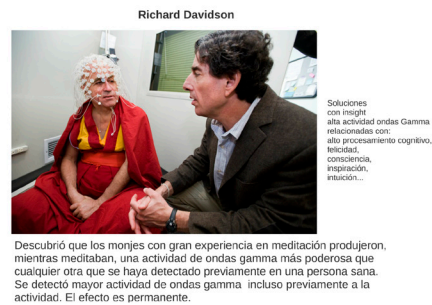 Richard Davidson
Soluciones
con insight
alta actividad ondas Gamma
relacionadas con:
alto procesamiento cognitivo,
felicidad,
consciencia,
inspiración,
intuición...
Descubrió que los monjes con gran experiencia en meditación produjeron,
mientras meditaban, una actividad de ondas gamma más poderosa que
cualquier otra que se haya detectado previamente en una persona sana.
Se detectó mayor actividad de ondas gamma  incluso previamente a la
actividad. El efecto es permanente.